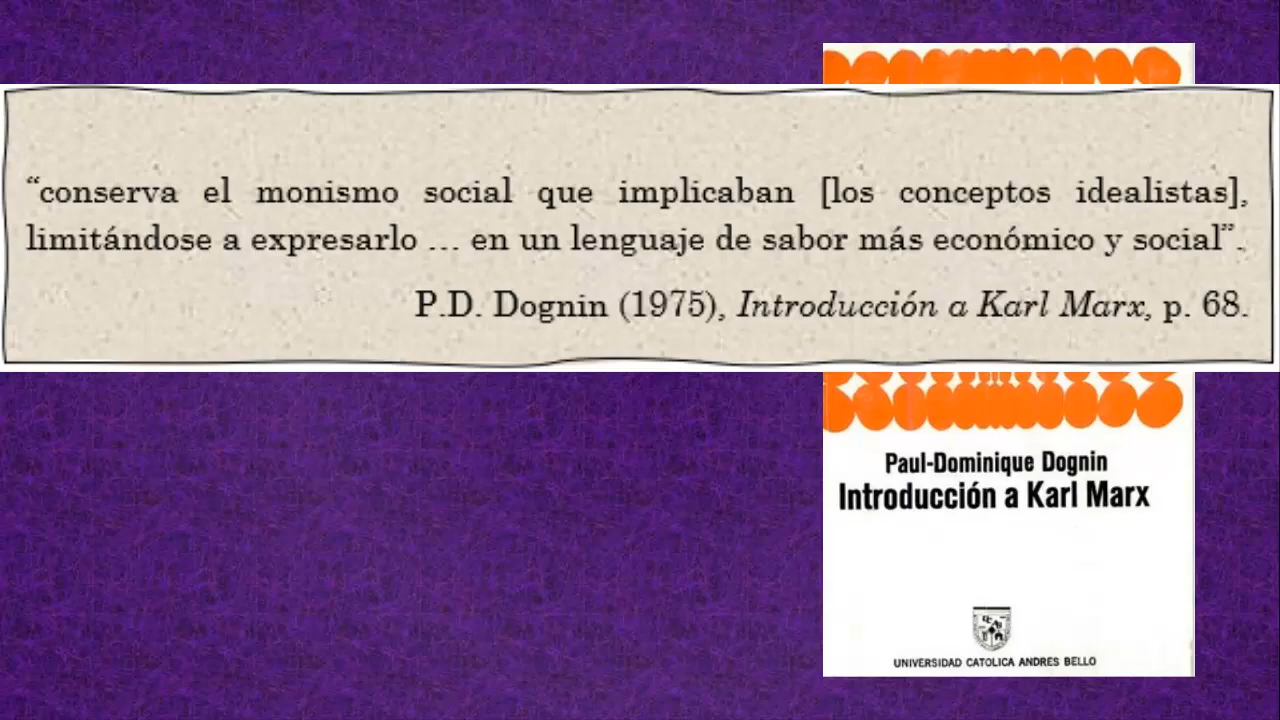 “conserva el monismo social que implicaban [los conceptos idealistas],
limitándose a expresarlo … en un lenguaje de sabor más económico y social”.
P.D. Dognin (1975), Introducción a Karl Marx, p. 68.
Paul-Dominique Dognin
Introducción a Karl Marx
UNIVERSIDAD CATOLICA ANDRES BELLO